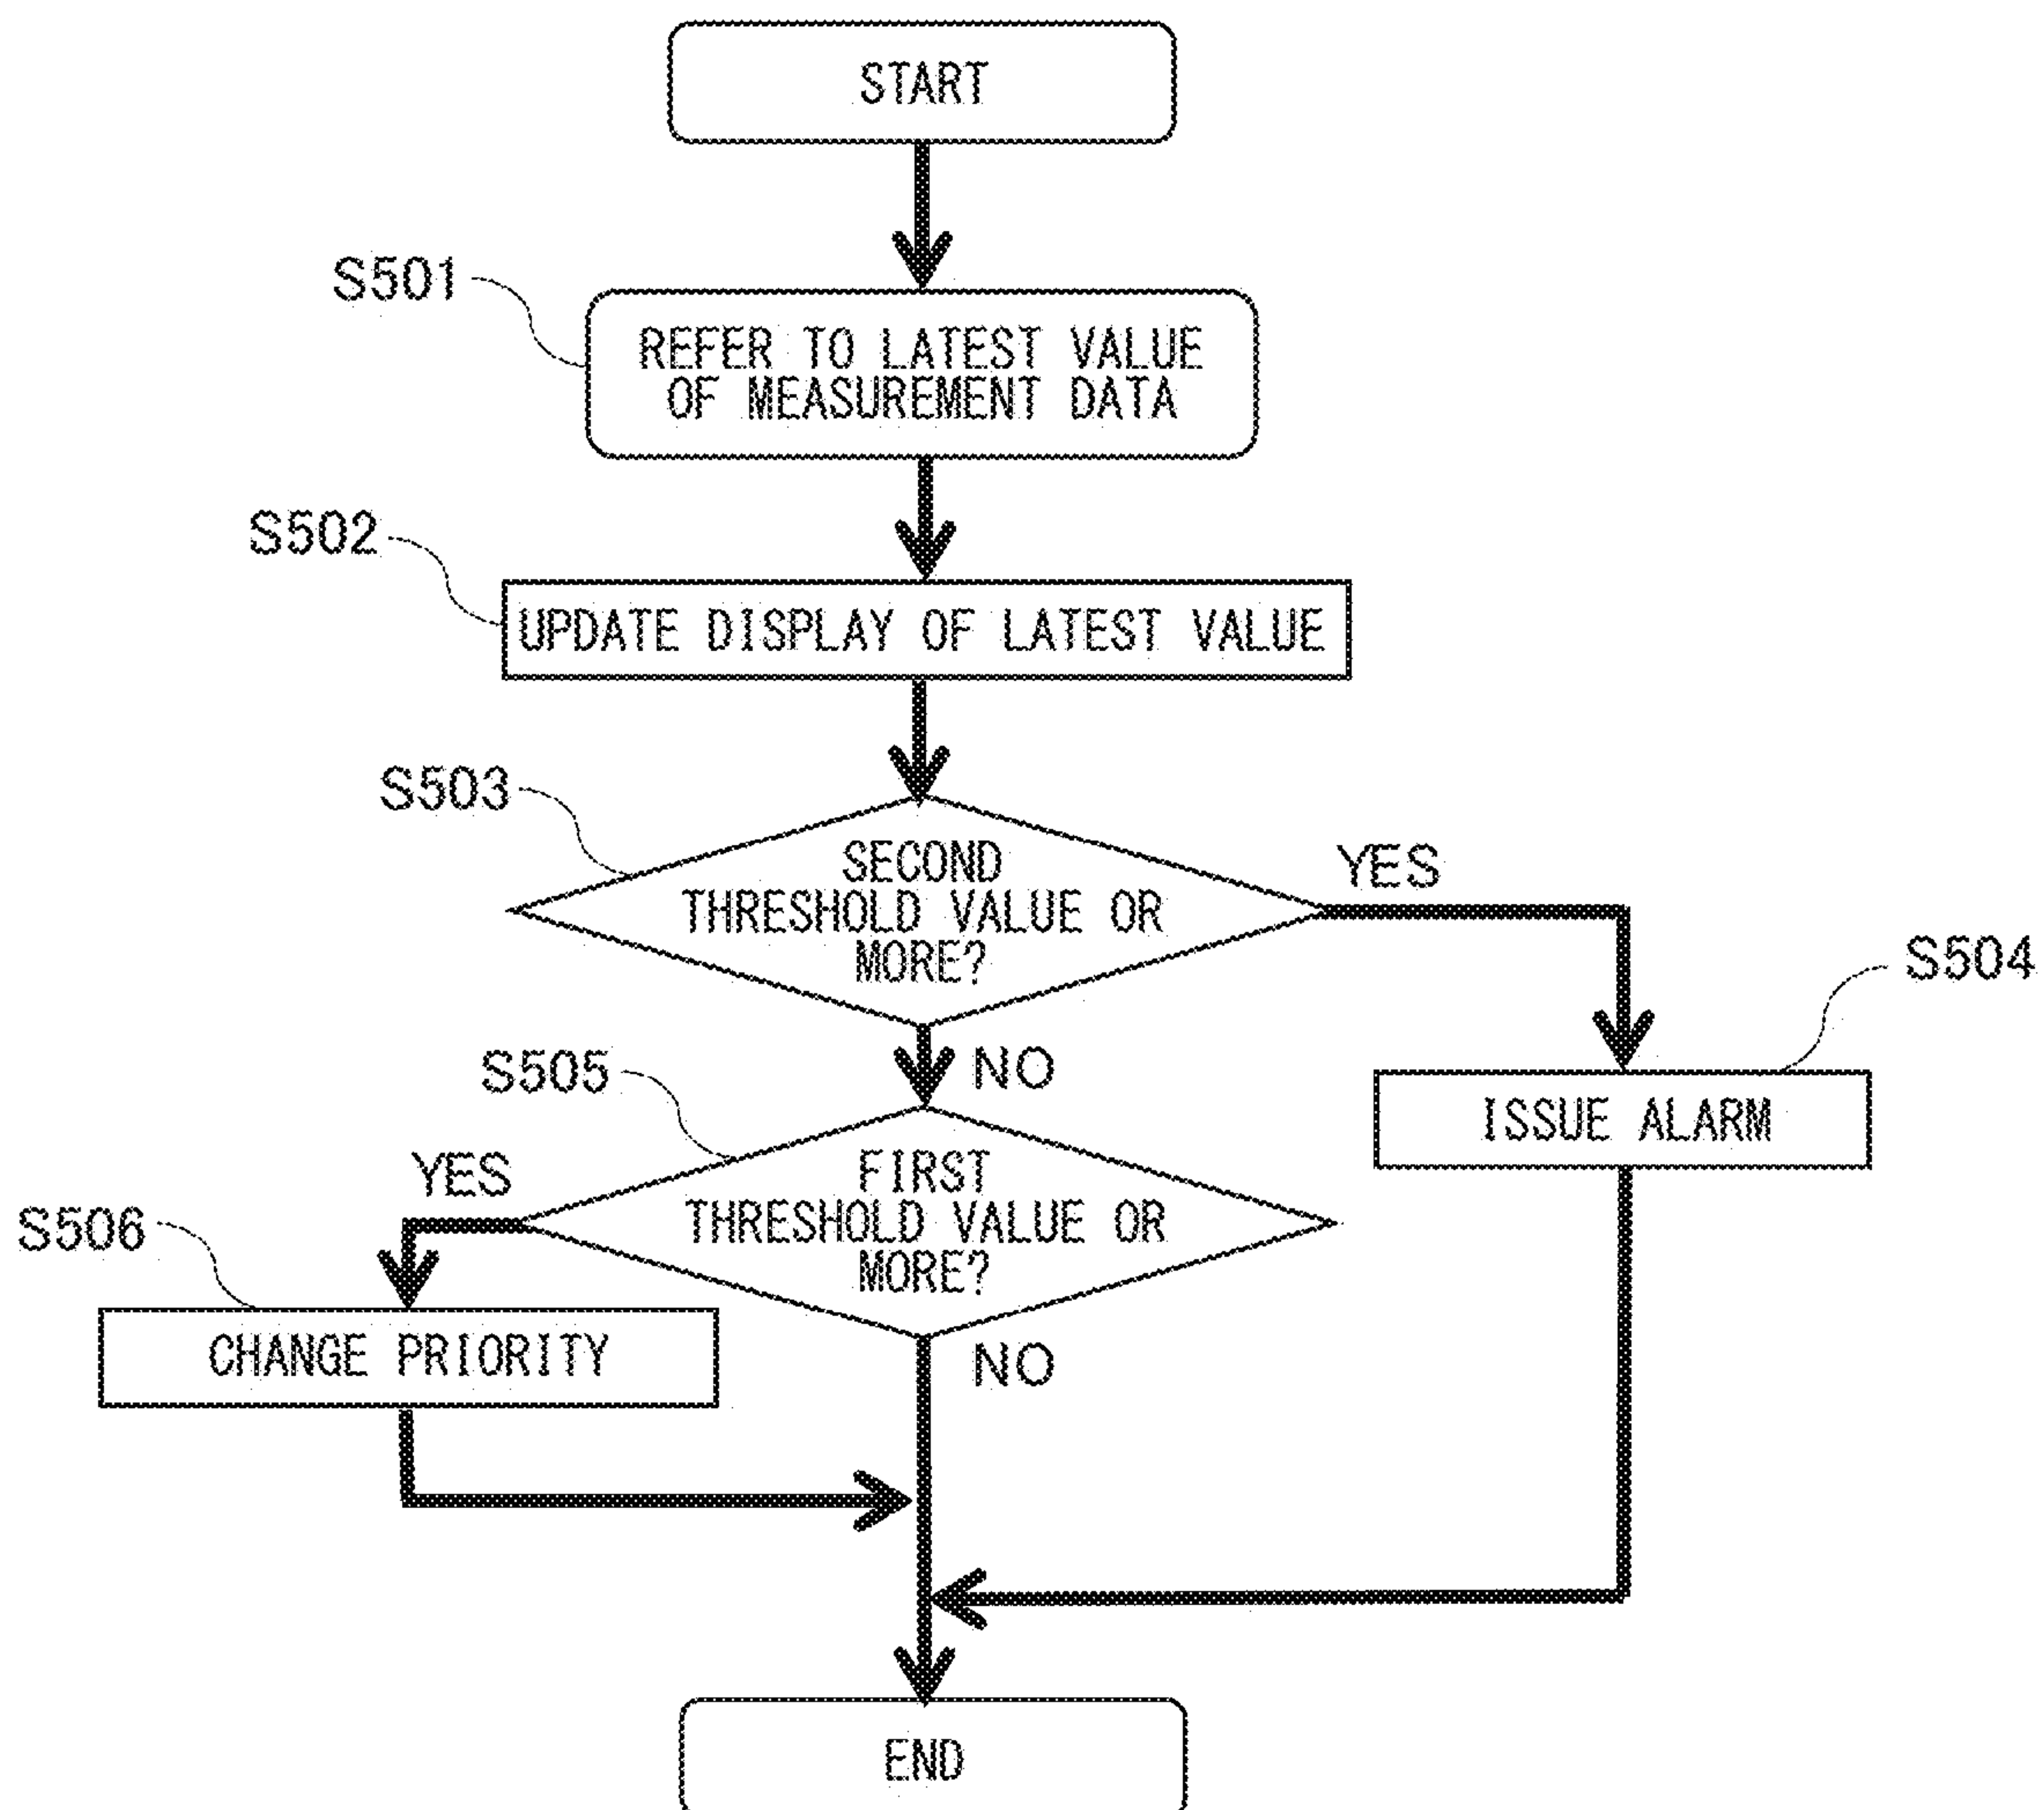 START
S501
REFER TO LATEST VALUE
OF MEASUREMENT DATA
S502
UPDATE DISPLAY OF LATEST VALUE
S503
SECOND
THRESHOLD VALUE OR
MORE?
YES
S504
NO
ISSUE ALARM
S505
FIRST
THRESHOLD VALUE OR
MORE?
YES
S506
CHANGE PRIORITY
NO
END